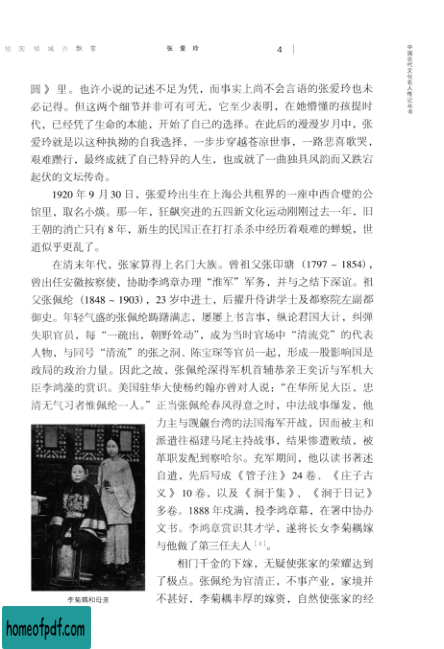 倾国倾城亦飘零
张爱玲
4
中国近代文化名人传记丛书
圆》里。也许小说的记述不足为凭，而事实上尚不会言语的张爱玲也未
必记得。但这两个细节并非可有可无，它至少表明，在她懵懂的孩提时
代，已经凭了生命的本能，开始了自己的选择。在此后的漫漫岁月中，张
爱玲就是以这种执拗的自我选择，一步步穿越苍凉世事，一路悲喜歌哭，
艰难蹭行，最终成就了自己特异的人生，也成就了一曲独具风韵而又跌宕
起伏的文坛传奇。
1920 年 9 月30 日，张爱玲出生在上海公共租界的一座中西合璧的公
馆里，取名小煐。那一年，狂飙突进的五四新文化运动刚刚过去一年，旧
王朝的消亡只有 8 年，新生的民国正在打打杀杀中经历着艰难的蝉蜕，世
道似乎更乱了。
在清末年代，张家算得上名门大族。曾祖父张印塘（1797 ~ 1854），
曾出任安徽按察使，协助李鸿章办理“淮军”军务，并与之结下深谊。祖
父张佩纶（1848 ~ 1903），23 岁中进士，后擢升侍讲学士及都察院左副都
御史。年轻气盛的张佩纶踌躇满志，屡屡上书言事，纵论君国大计，纠弹
失职官员，每“一疏出，朝野耸动”，成为当时官场中“清流党”的代表
人物，与同号“清流”的张之洞、陈宝琛等官员一起，形成一股影响国是
政局的政治力量。因此之故，张佩纶深得军机首辅恭亲王奕䜣与军机大
臣李鸿藻的赏识。美国驻华大使杨约翰亦曾对人说：“在华所见大臣，忠
清无气习者惟佩纶一人。”正当张佩纶春风得意之时，中法战事爆发，他
力主与觊觎台湾的法国海军开战，因而被主和
派遣往福建马尾主持战事，结果惨遭败绩，被
革职发配到察哈尔。充军期间，他以读书著述
自遣，先后写成《管子注》24 卷、《庄子古
义》10 卷，以及《涧于集》、《涧于日记》
多卷。1888 年戍满，投李鸿章幕，在署中协办
文书。李鸿章赏识其才学，遂将长女李菊耦嫁
与他做了第三任夫人［8］。
相门千金的下嫁，无疑使张家的荣耀达到
了极点。张佩纶为官清正，不事产业，家境并
不甚好，李菊耦丰厚的嫁资，自然使张家的经
李菊耦和母亲
homeofpdf.com